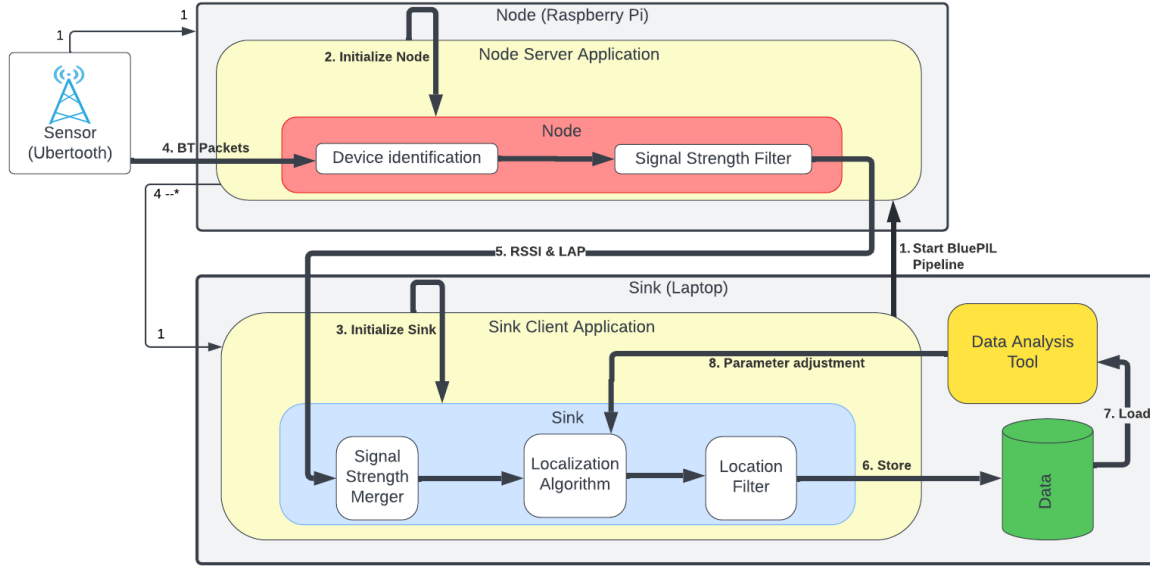 1
Node (Raspberry Pi)
1
2. Initialize Node
Node Server Application
Sensor
(Ubertooth)
Node
4. BT Packets
Device identification
Signal Strength Filter
4 --*
5. RSSI & LAP
1. Start BluePIL
Pipeline
Sink (Laptop)
1
3. Initialize Sink
Sink Client Application
Data Analysis
Tool
8. Parameter adjustment
Sink
7. Load
Signal
Strength
Merger
Localization
Algorithm
Location
Filter
6. Store
Data